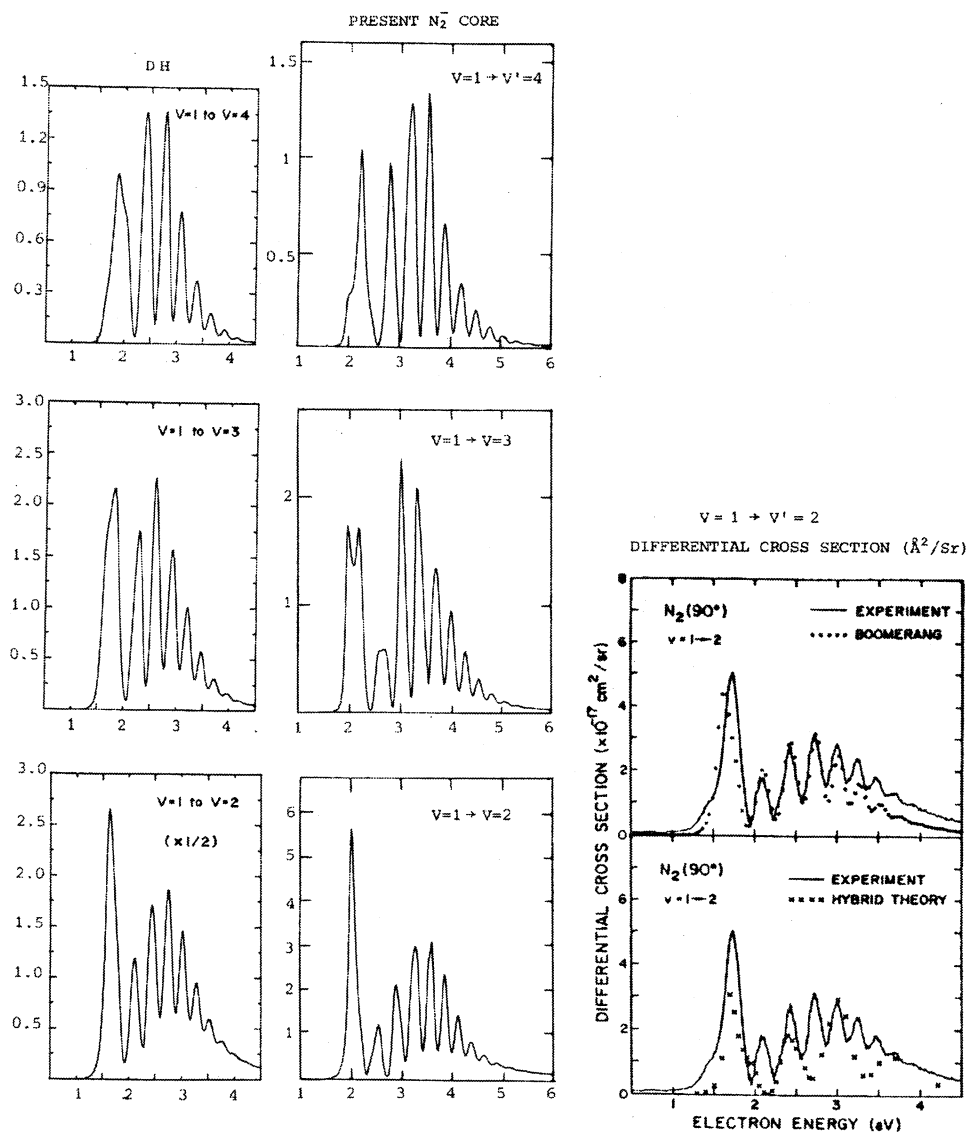 PRESENT N₂⁻ CORE
DH
V=1 to V=4
1.5
1.2
0.9
0.6
0.3
1 2 3 4
V=1 → V'=4
1
0.5
1 2 3 4 5 6
V=1 to V=3
3.0
2.5
2.0
1.5
1.0
0.5
1 2 3 4
V=1 → V=3
2
1
1 2 3 4 5 6
V=1 to V=2
(x1/2)
3.0
2.5
2.0
1.5
1.0
0.5
1 2 3 4
V=1 → V=2
6
5
4
3
2
1
1 2 3 4 5 6
V = 1 → V' = 2
DIFFERENTIAL CROSS SECTION (Å²/Sr)
DIFFERENTIAL CROSS SECTION (×10⁻¹⁷ cm²/sr)
8
6
4
2
0
N₂(90°)
v=1←2
EXPERIMENT
BOOMERANG
6
4
2
0
N₂(90°)
v=1←2
EXPERIMENT
HYBRID THEORY
1 2 3 4
ELECTRON ENERGY (eV)